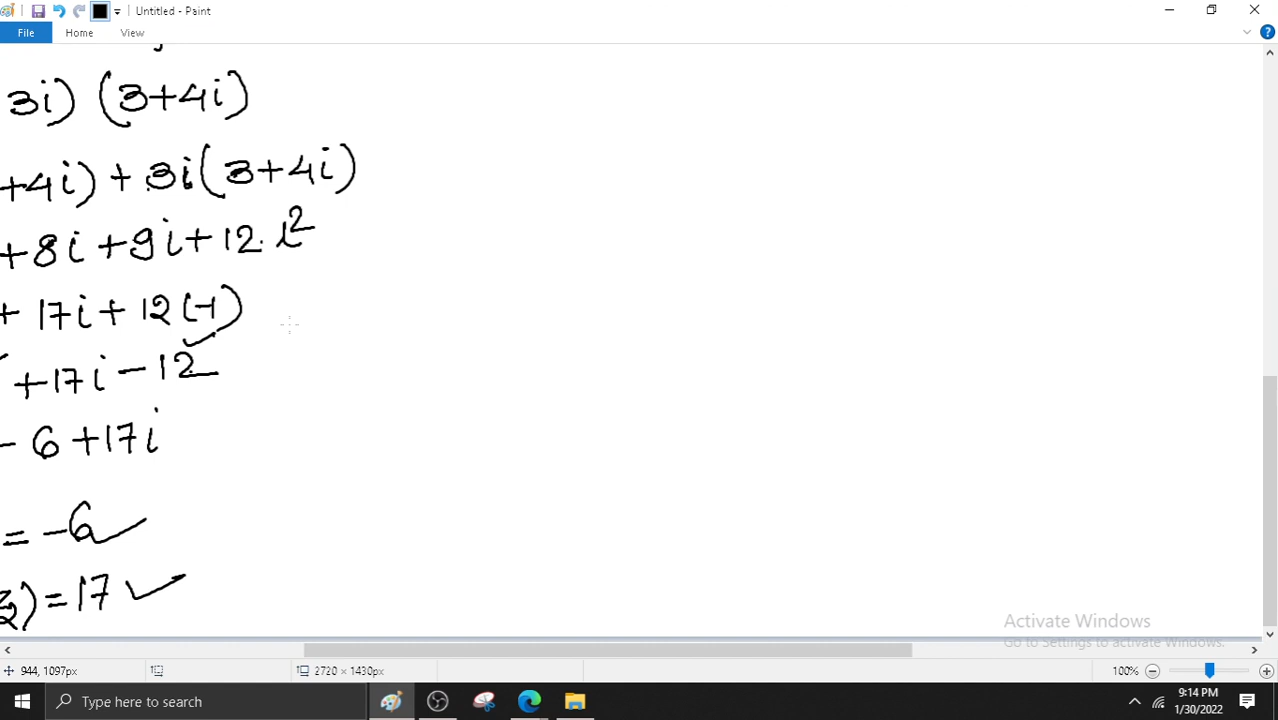 Untitled - Paint
File Home View
3i) (3+4i)
+4i) + 3i(3+4i)
+8i +9i+12.i²
+ 17i + 12(-1)
+17i - 12
- 6 +17i
= -6
z2) = 17 ✓
Activate Windows
Go to Settings to activate Windows.
944, 1097px
2720 × 1430px
100%
Type here to search
9:14 PM
1/30/2022